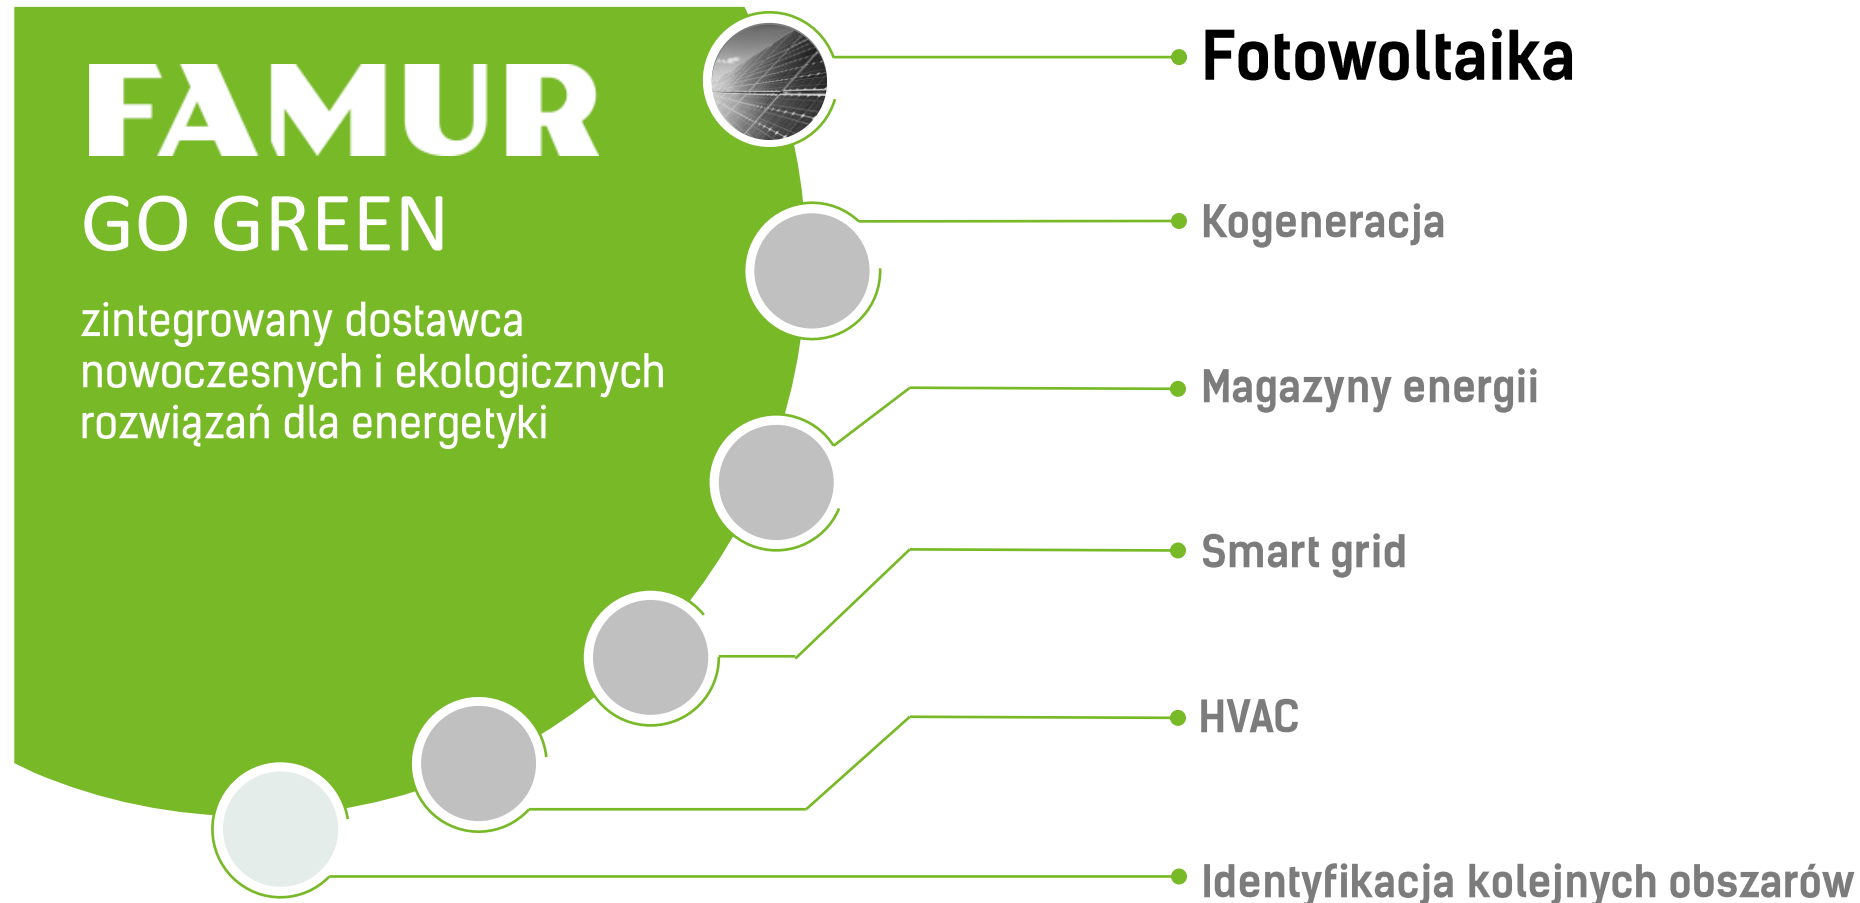 FAMUR
GO GREEN
zintegrowany dostawca
nowoczesnych i ekologicznych
rozwiązań dla energetyki
Fotowoltaika
Kogeneracja
Magazyny energii
Smart grid
HVAC
Identyfikacja kolejnych obszarów